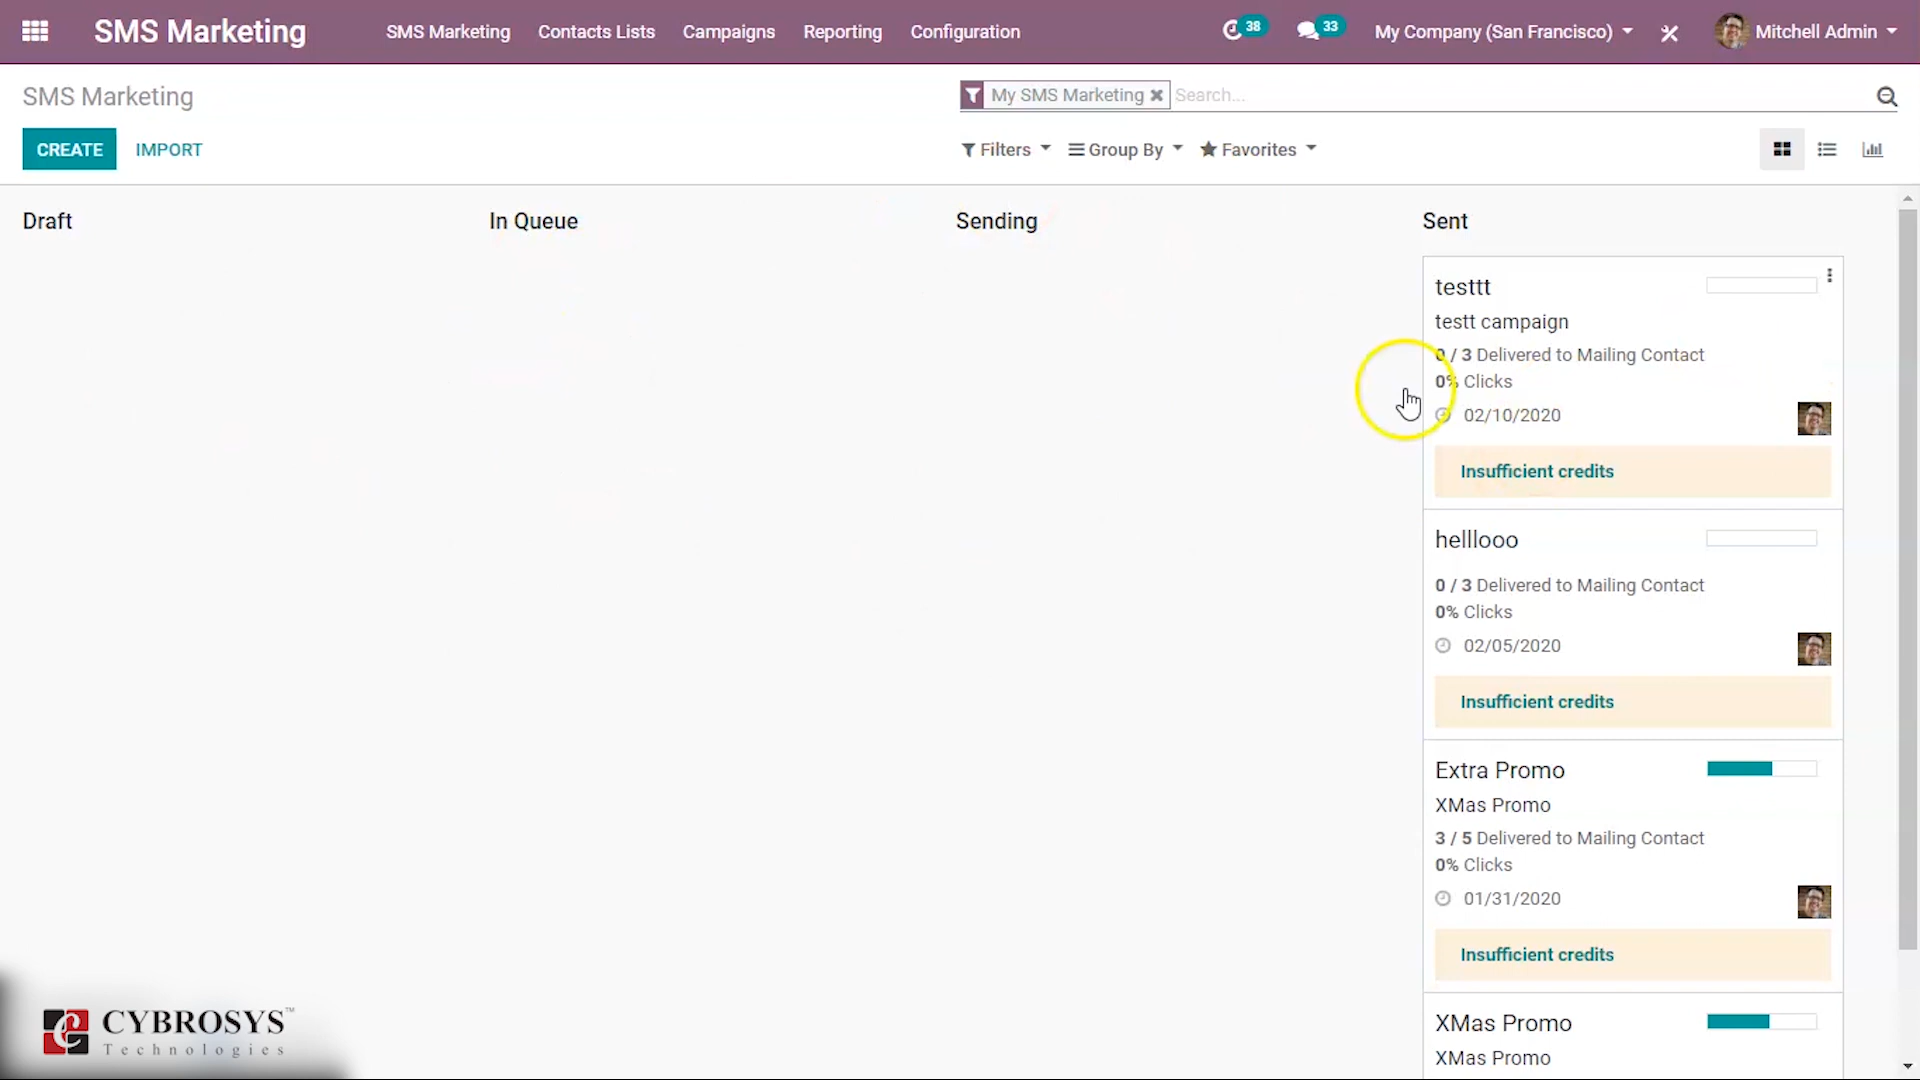 SMS Marketing
SMS Marketing Contacts Lists Campaigns Reporting Configuration
38 33 My Company (San Francisco) Mitchell Admin
SMS Marketing
My SMS Marketing Search...
CREATE IMPORT
Filters Group By Favorites
Draft In Queue Sending Sent
testtt
testt campaign
0 / 3 Delivered to Mailing Contact
0% Clicks
02/10/2020
Insufficient credits
helllooo
0 / 3 Delivered to Mailing Contact
0% Clicks
02/05/2020
Insufficient credits
Extra Promo
XMas Promo
3 / 5 Delivered to Mailing Contact
0% Clicks
01/31/2020
Insufficient credits
XMas Promo
XMas Promo
CYBROSYS™
Technologies